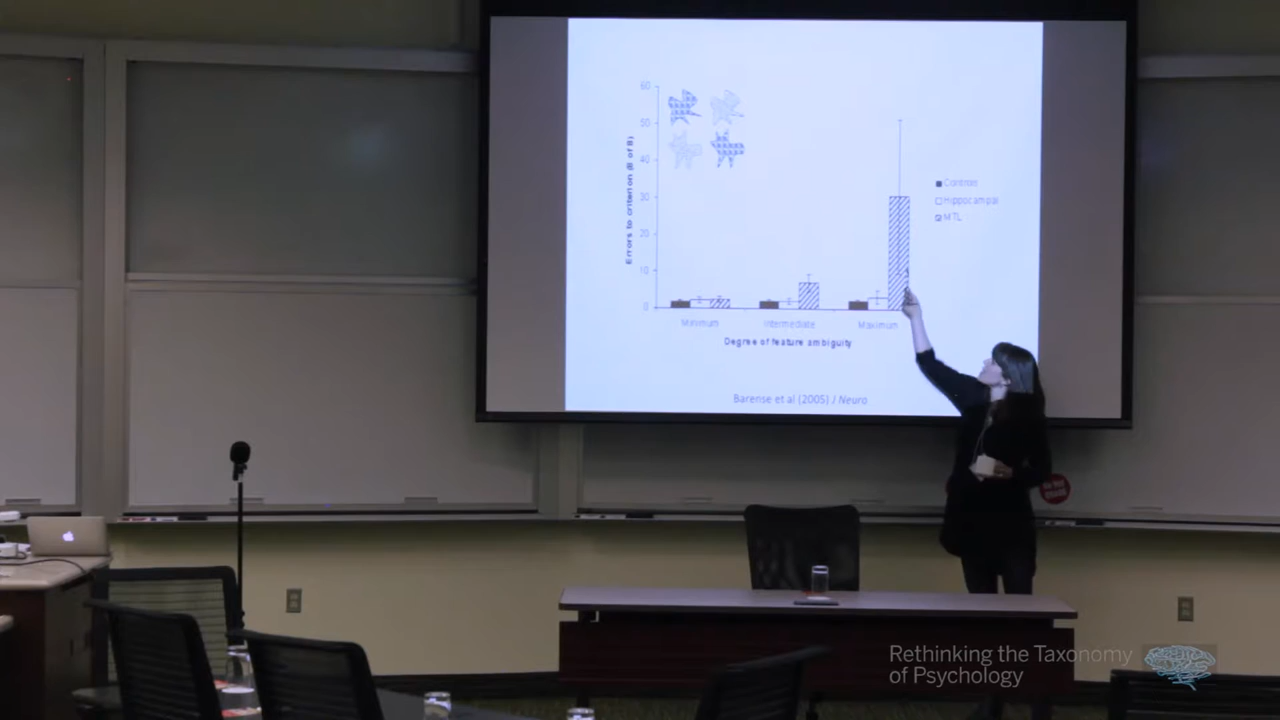 60
50
40
30
20
10
0
Errors to criterion (8 of 8)
Controls
Hippocampal
MTL
Minimum
Intermediate
Maximum
Degree of feature ambiguity
Barense et al (2005) J Neuro
Rethinking the Taxonomy
of Psychology